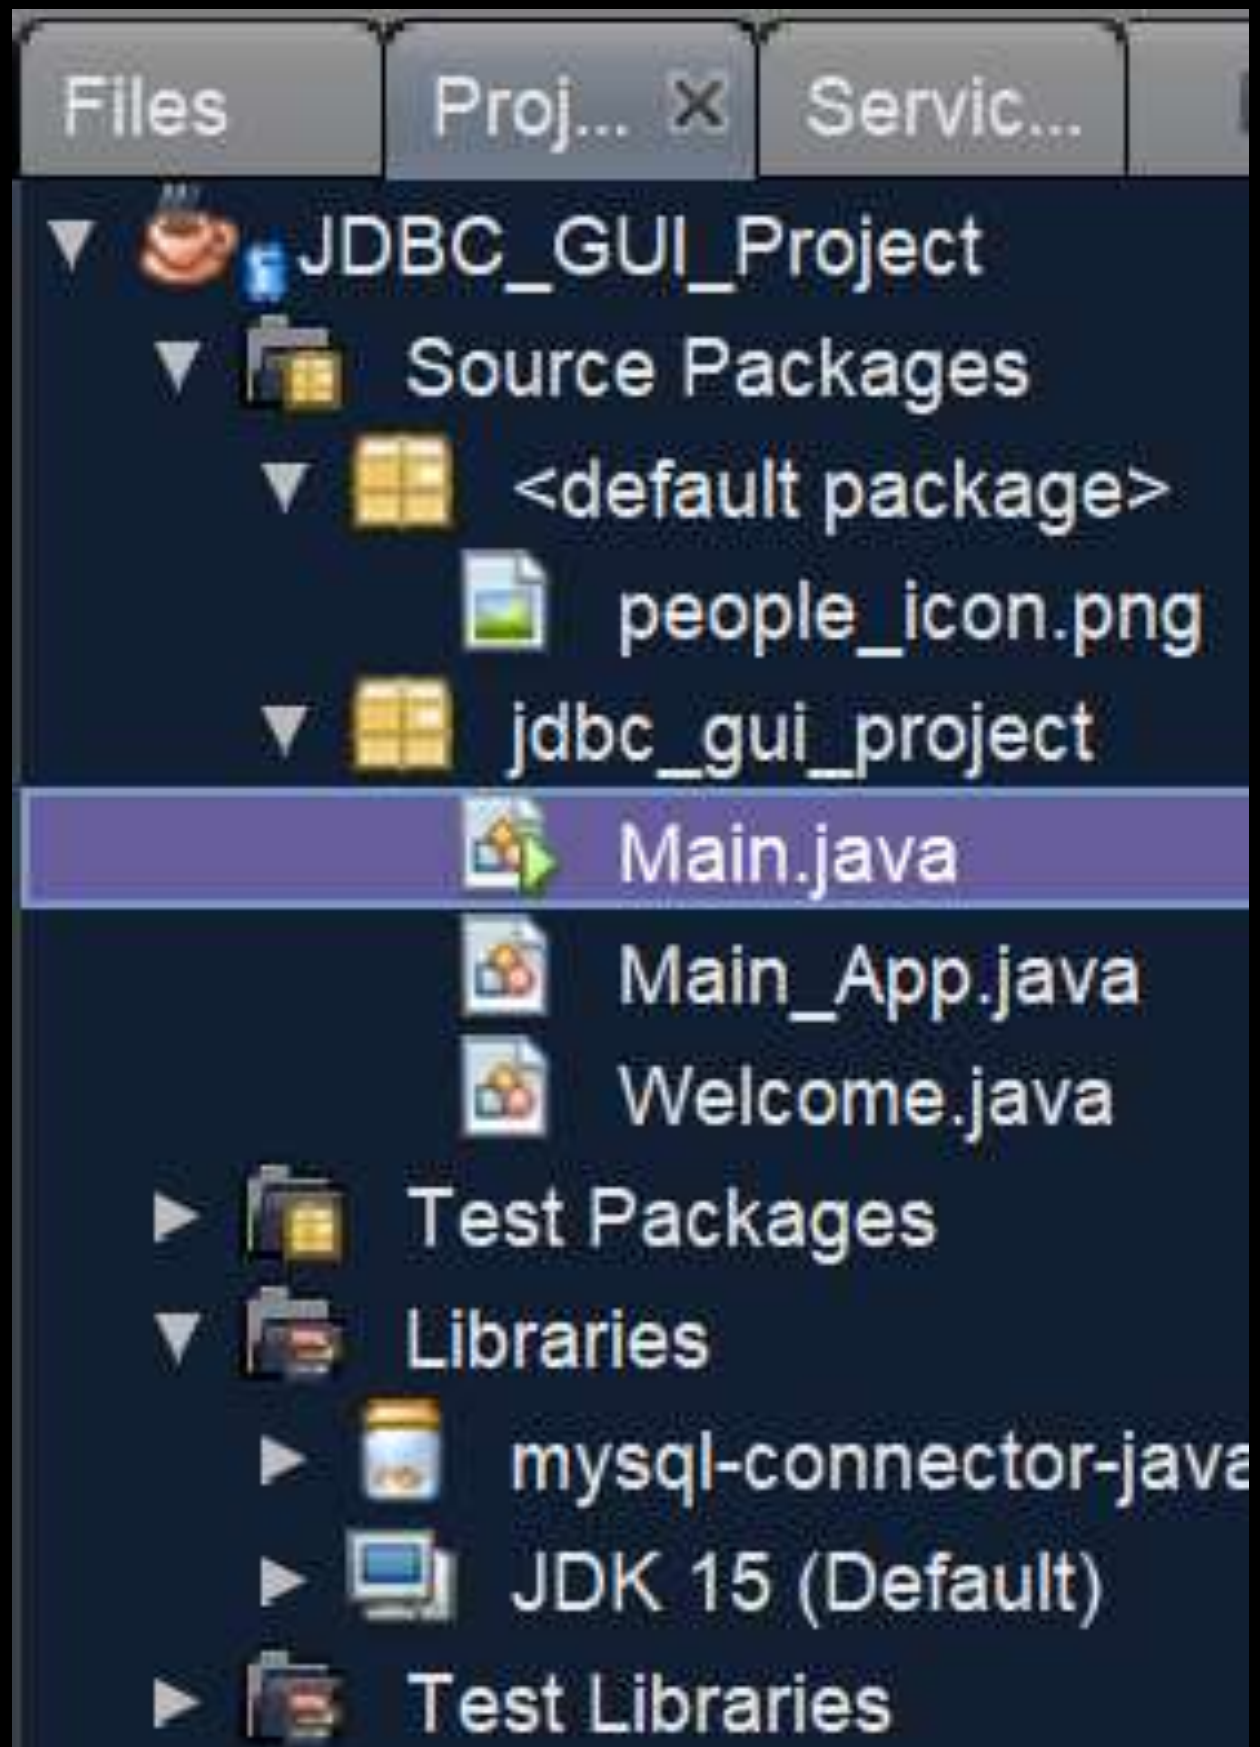 Files Proj... Servic...
JDBC_GUI_Project
Source Packages
<default package>
people_icon.png
jdbc_gui_project
Main.java
Main_App.java
Welcome.java
Test Packages
Libraries
mysql-connector-java
JDK 15 (Default)
Test Libraries